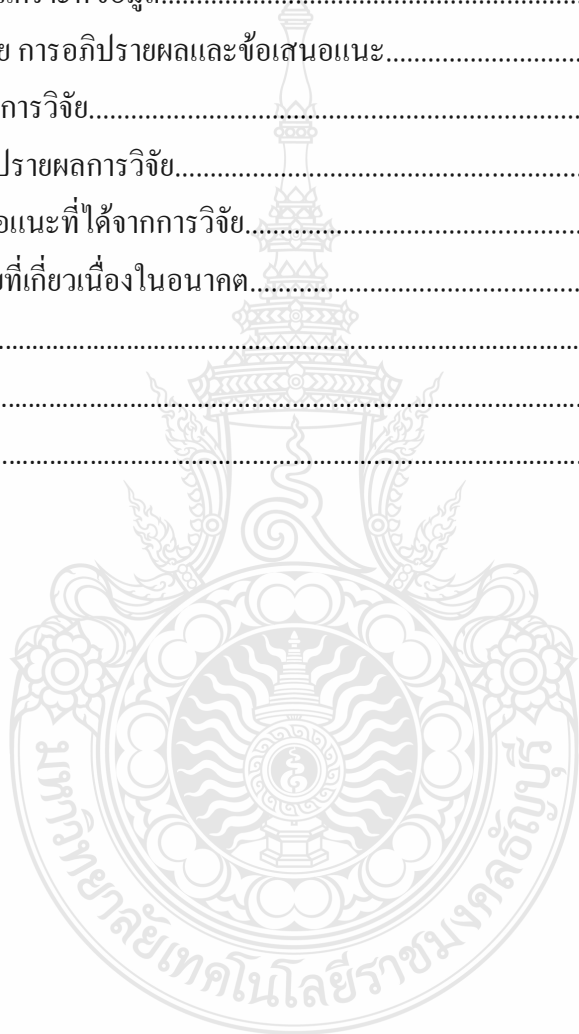 การอภิปรายผลและข้อเสนอแนะ................................
การวิจัย................................
ปรายผลการวิจัย................................
อแนะที่ได้จากการวิจัย................................
ที่เกี่ยวเนื่องในอนาคต................................
................................
................................
................................
มหาวิทยาลัยเทคโนโลยีราชมงคลธัญบุรี